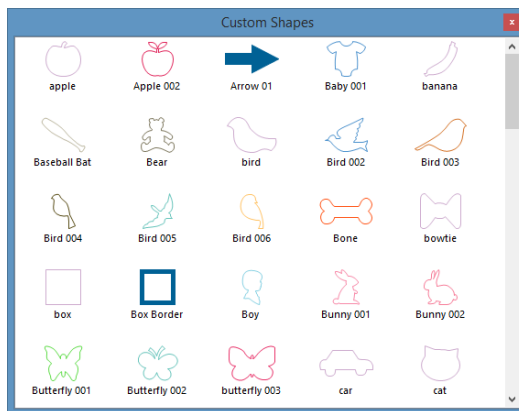 Custom Shapes
x
apple
Apple 002
Arrow 01
Baby 001
banana
Baseball Bat
Bear
bird
Bird 002
Bird 003
Bird 004
Bird 005
Bird 006
Bone
bowtie
box
Box Border
Boy
Bunny 001
Bunny 002
Butterfly 001
Butterfly 002
butterfly 003
car
cat